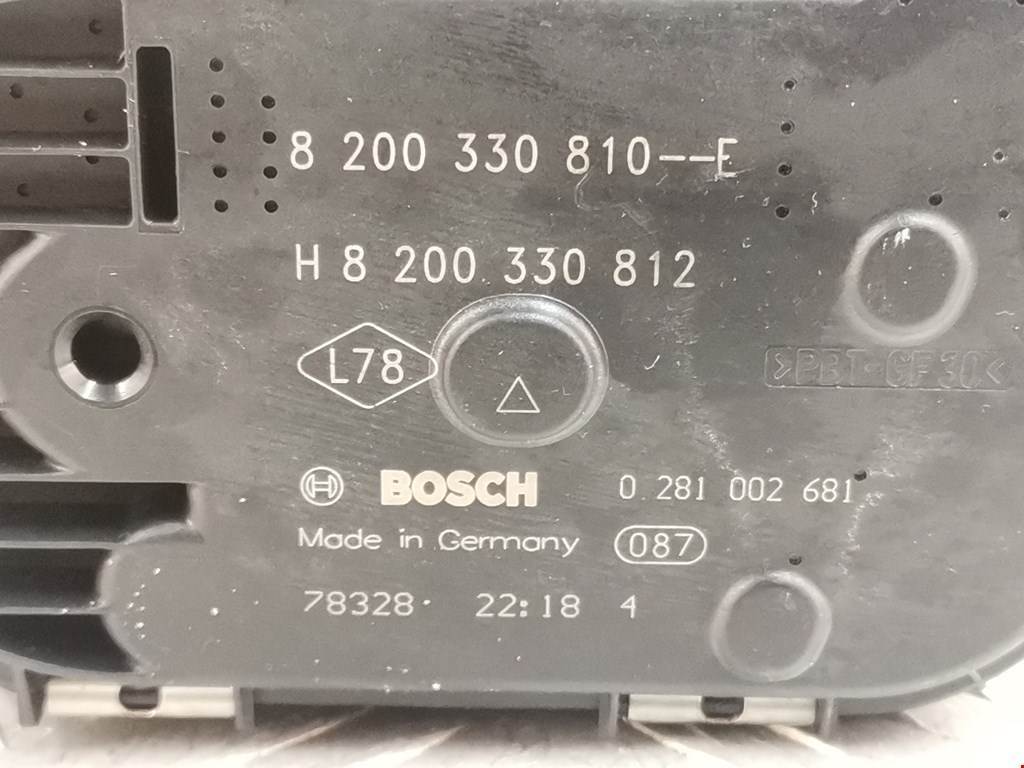 8 200 330 810--E
H 8 200 330 812
L78
>PBT-GF30<
BOSCH 0 281 002 681
Made in Germany 087
78328· 22:18 4